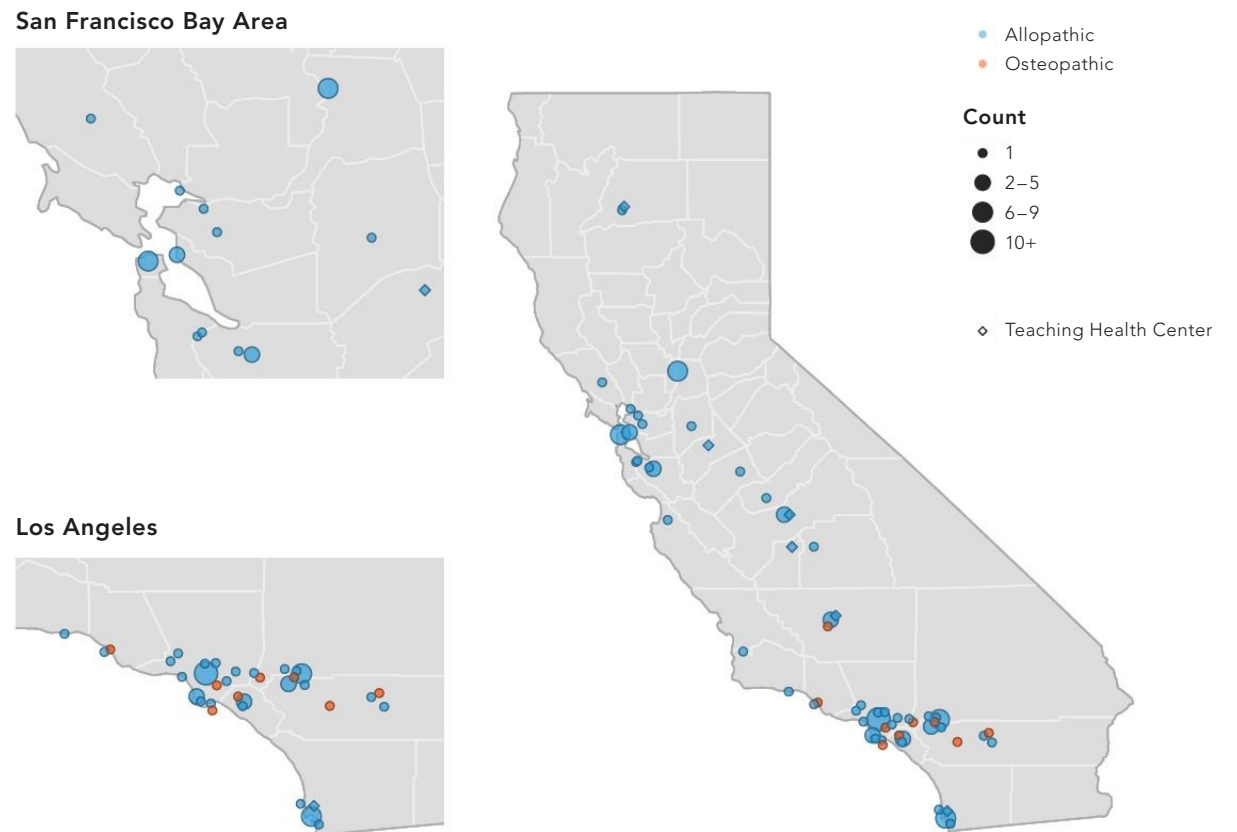 San Francisco Bay Area
Los Angeles
Allopathic
Osteopathic
Count
1
2–5
6–9
10+
Teaching Health Center